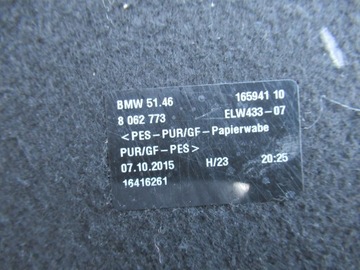 BMW 51.46 165941 10
8 062 773 ELW433-07
<PES-PUR/GF-Papierwabe
PUR/GF-PES>
07.10.2015 H/23 20:25
16416261